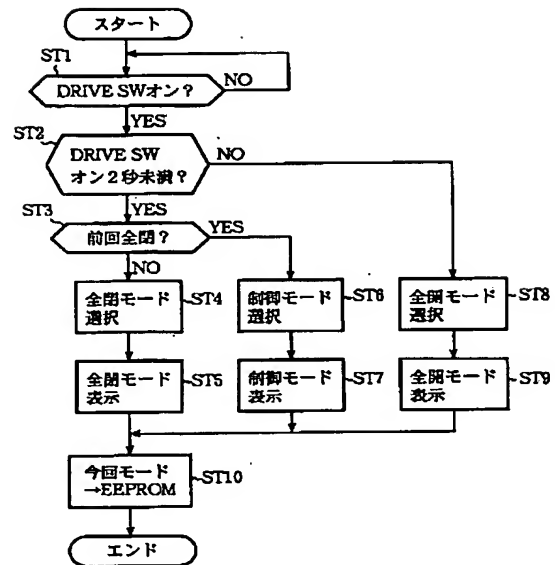 スタート
ST1
DRIVE SWオン?
NO
YES
ST2
DRIVE SW
オン2秒未満?
NO
YES
ST3
前回全閉?
YES
NO
全閉モード
選択
ST4
制御モード
選択
ST6
全開モード
選択
ST8
全閉モード
表示
ST5
制御モード
表示
ST7
全開モード
表示
ST9
今回モード
→EEPROM
ST10
エンド